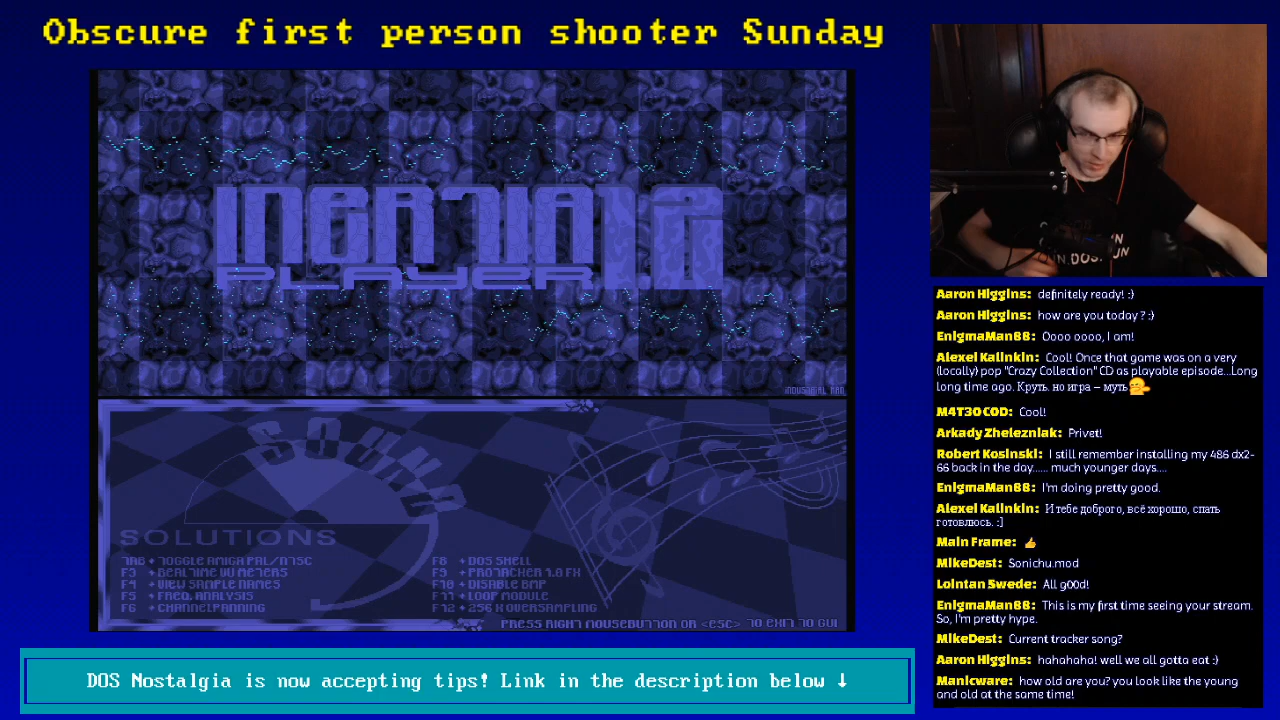 Obscure first person shooter Sunday
INERTIA 1.2
PLAYER
INDUSTRIAL RAD
SOUND
SOLUTIONS
TAB + TOGGLE AMIGA PAL/NTSC
F3 + REALTIME VU METERS
F4 + VIEW SAMPLE NAMES
F5 + FREQ. ANALYSIS
F6 + CHANNELPANNING
F8 + DOS SHELL
F9 + PROTRACKER 1.0 FX
F10 + DISABLE BMP
F11 + LOOP MODULE
F12 + 256 X OVERSAMPLING
PRESS RIGHT MOUSEBUTTON OR <ESC> TO EXIT TO GUI
DOS Nostalgia is now accepting tips! Link in the description below ↓
Aaron Higgins: definitely ready! :)
Aaron Higgins: how are you today ? :)
EnigmaMan88: Oooo oooo, I am!
Alexel Kalinkin: Cool! Once that game was on a very
(locally) pop "Crazy Collection" CD as playable episode...Long
long time ago. Круть. но игра – муть
M4T3O COD: Cool!
Arkady Zhelezniak: Privet!
Robert Kosinski: I still remember installing my 486 dx2-
66 back in the day...... much younger days....
EnigmaMan88: I'm doing pretty good.
Alexel Kalinkin: И тебе доброго, всё хорошо, спать
готовлюсь. :]
Main Frame: 👍
MikeDest: Sonichu.mod
Lointan Swede: All g00d!
EnigmaMan88: This is my first time seeing your stream.
So, I'm pretty hype.
MikeDest: Current tracker song?
Aaron Higgins: hahahaha! well we all gotta eat :)
Manicware: how old are you? you look like the young
and old at the same time!